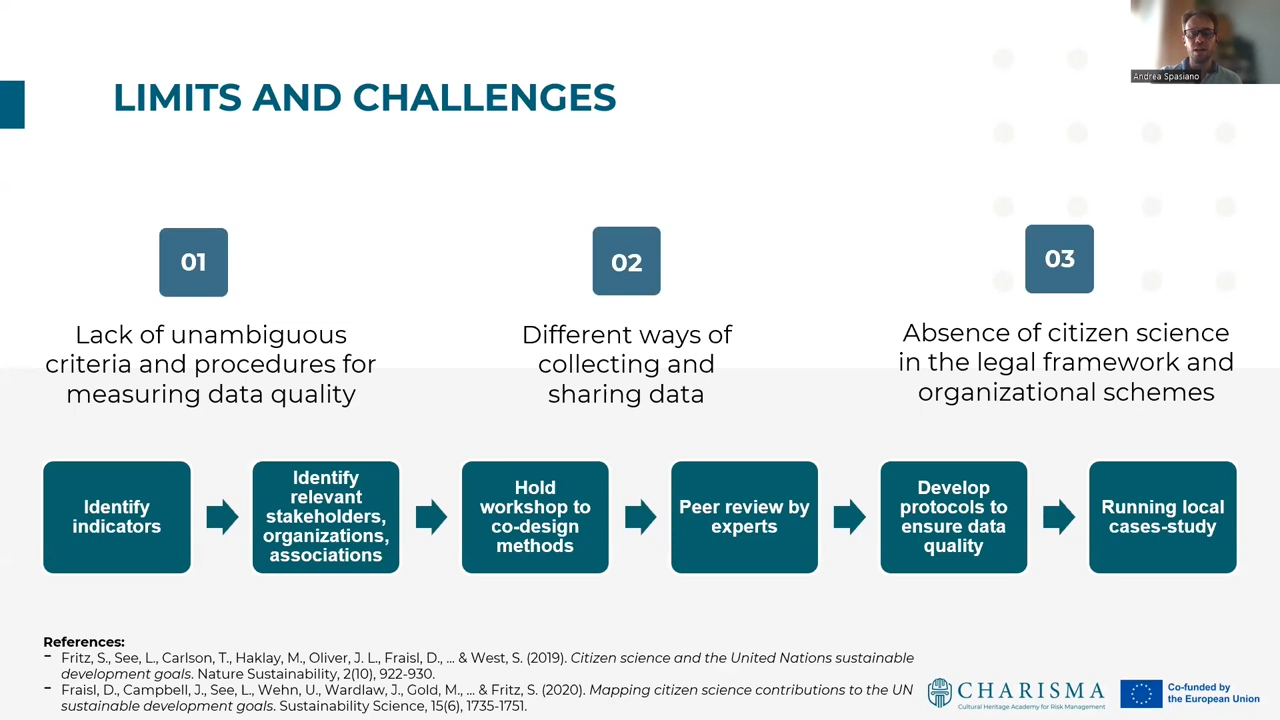 Andrea Spasiano
LIMITS AND CHALLENGES
01
Lack of unambiguous
criteria and procedures for
measuring data quality
02
Different ways of
collecting and
sharing data
03
Absence of citizen science
in the legal framework and
organizational schemes
Identify
indicators
Identify
relevant
stakeholders,
organizations,
associations
Hold
workshop to
co-design
methods
Peer review by
experts
Develop
protocols to
ensure data
quality
Running local
cases-study
References:
- Fritz, S., See, L., Carlson, T., Haklay, M., Oliver, J. L., Fraisl, D., ... & West, S. (2019). Citizen science and the United Nations sustainable
development goals. Nature Sustainability, 2(10), 922-930.
- Fraisl, D., Campbell, J., See, L., Wehn, U., Wardlaw, J., Gold, M., ... & Fritz, S. (2020). Mapping citizen science contributions to the UN
sustainable development goals. Sustainability Science, 15(6), 1735-1751.
CHARISMA
Cultural Heritage Academy for Risk Management
Co-funded by
the European Union